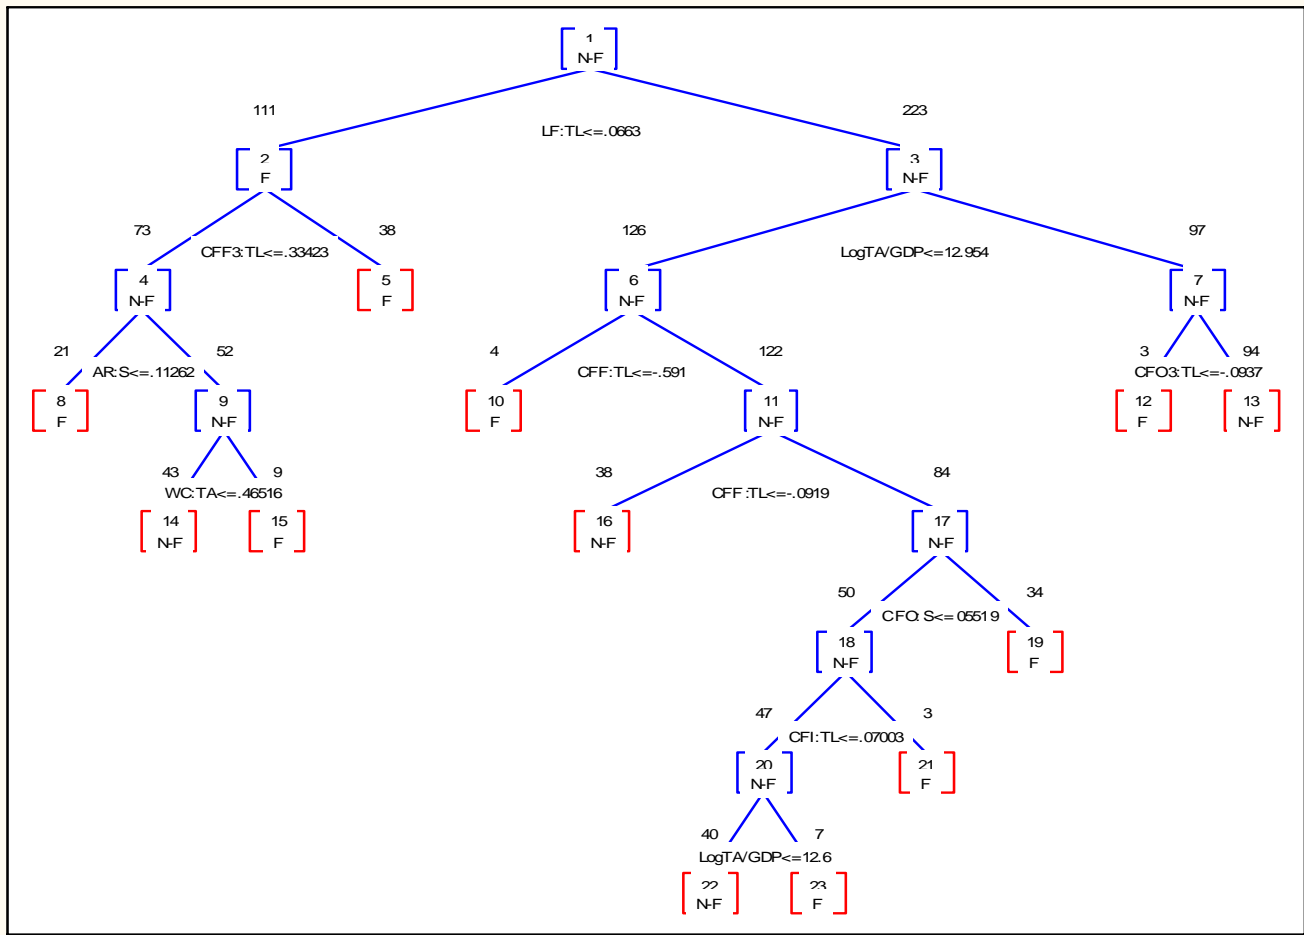 1
N-F
111
LF:TL<=.0663
223
2
F
3
N-F
73
CFF3:TL<=.33423
38
126
LogTA/GDP<=12.954
97
4
N-F
5
F
6
N-F
7
N-F
21
AR:S<=.11262
52
4
CFF:TL<=-.591
122
3
CFO3:TL<=-.0937
94
8
F
9
N-F
10
F
11
N-F
12
F
13
N-F
43
WC:TA<=.46516
9
38
CFF:TL<=-.0919
84
14
N-F
15
F
16
N-F
17
N-F
50
CFO:S<=05519
34
18
N-F
19
F
47
CFI:TL<=.07003
3
20
N-F
21
F
40
LogTA/GDP<=12.6
7
22
N-F
23
F